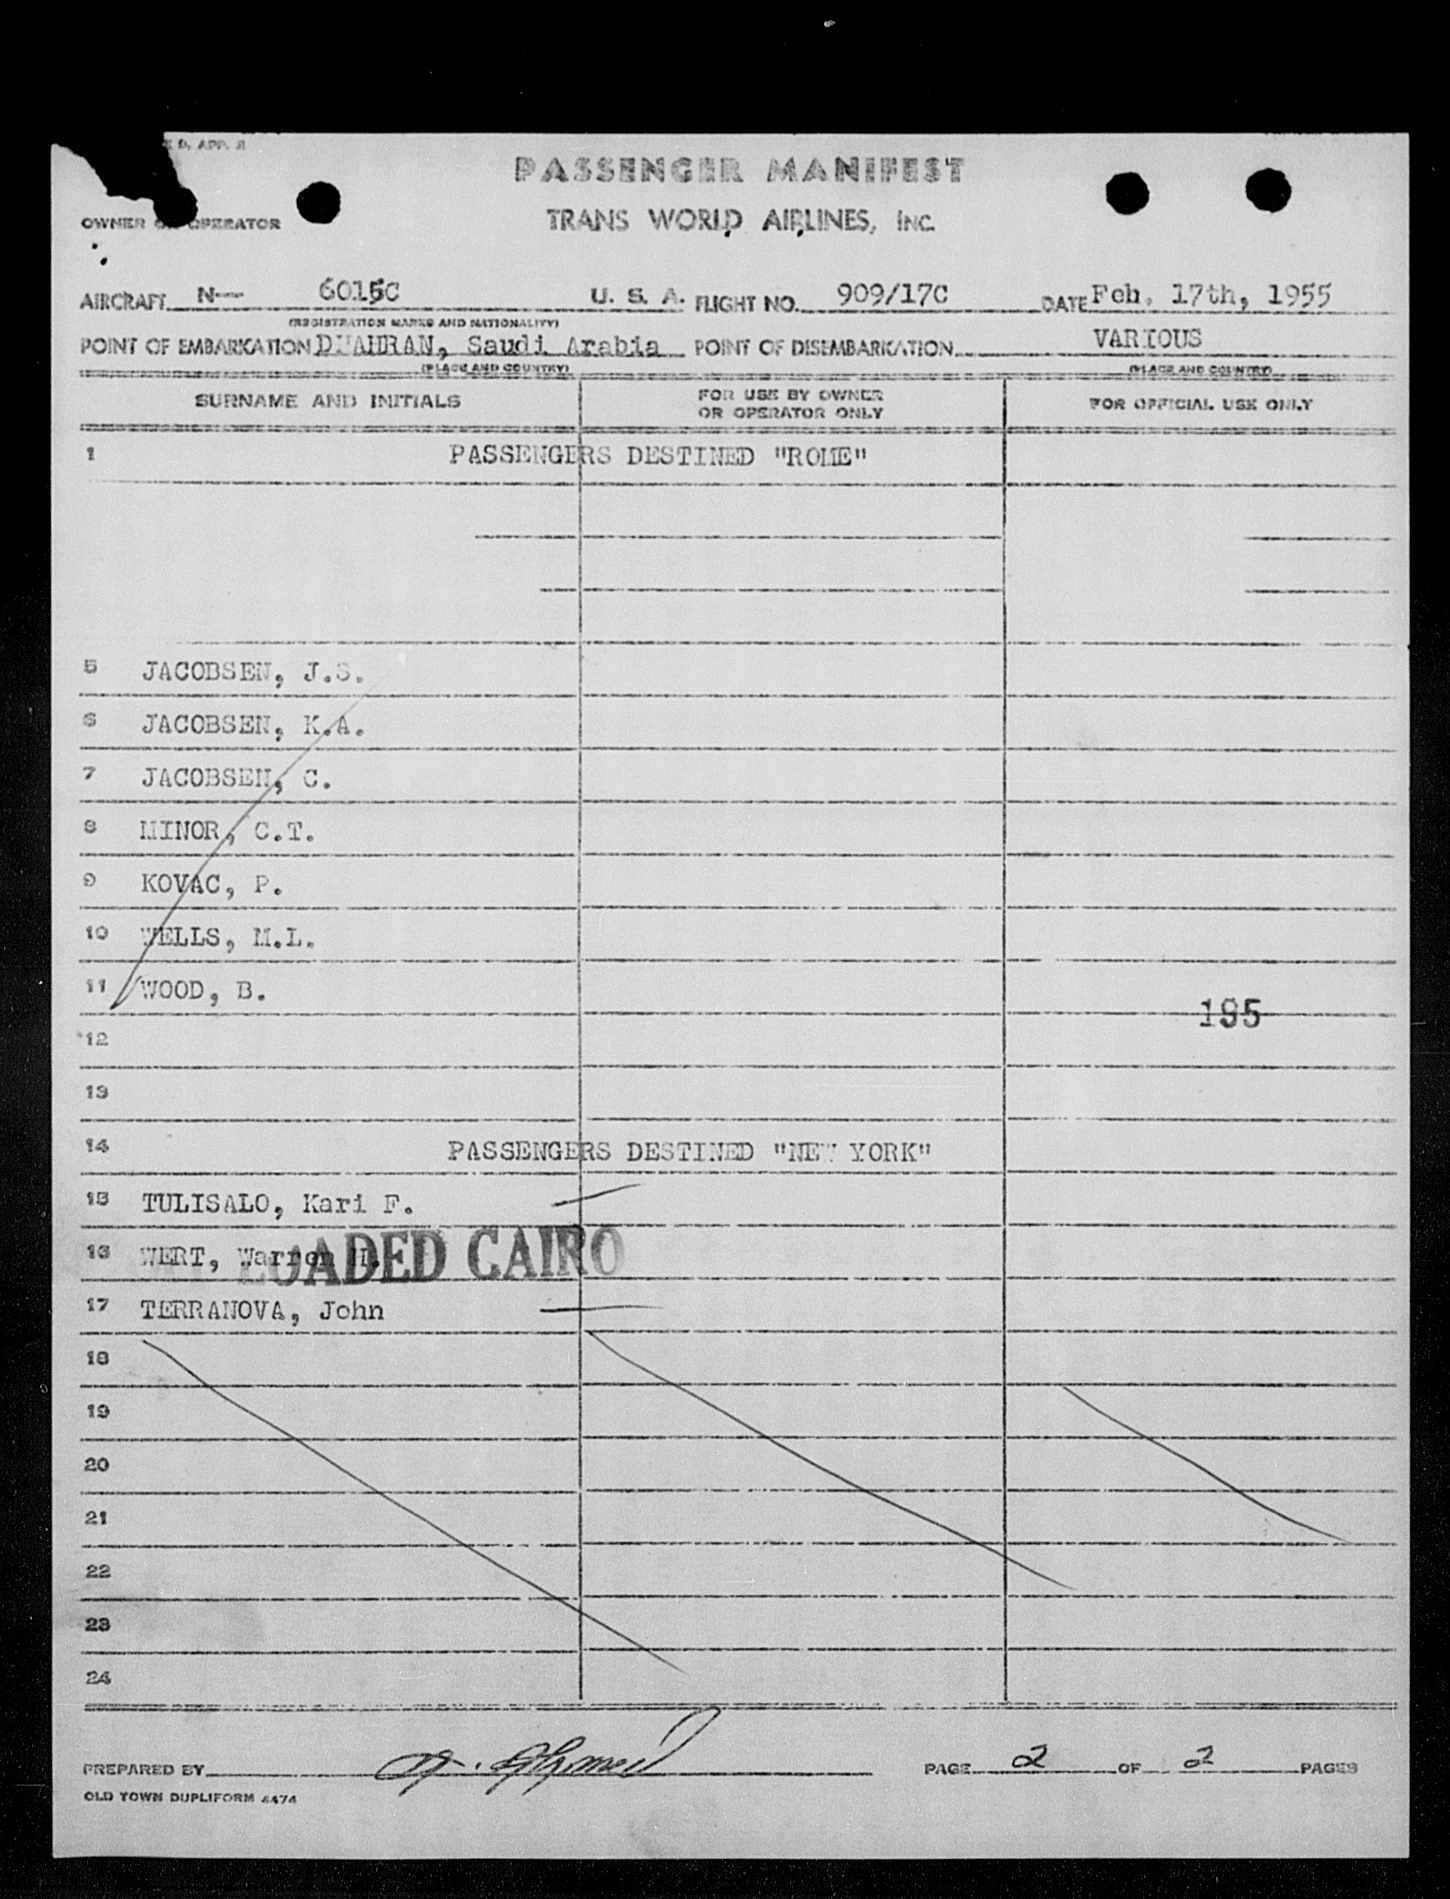 D. APP. 2
PASSENGER MANIFEST
OWNER OR OPERATOR TRANS WORLD AIRLINES, INC.
AIRCRAFT N— 6015C U. S. A. FLIGHT NO. 909/17C DATE Feb. 17th, 1955
(REGISTRATION MARKS AND NATIONALITY)
POINT OF EMBARKATION DHAHRAN, Saudi Arabia POINT OF DISEMBARKATION VARIOUS
(PLACE AND COUNTRY) (PLACE AND COUNTRY)
SURNAME AND INITIALS FOR USE BY OWNER OR OPERATOR ONLY FOR OFFICIAL USE ONLY
1 PASSENGERS DESTINED "ROME"
5 JACOBSEN, J.S.
6 JACOBSEN, K.A.
7 JACOBSEN, C.
8 MINOR, C.T.
9 KOVAC, P.
10 WELLS, M.L.
11 WOOD, B.
195
12
13
14 PASSENGERS DESTINED "NEW YORK"
15 TULISALO, Kari F.
16 WERT, Warren H. LOADED CAIRO
17 TERRANOVA, John
18
19
20
21
22
23
24
PREPARED BY PAGE 2 OF 2 PAGES
OLD TOWN DUPLIFORM 4474